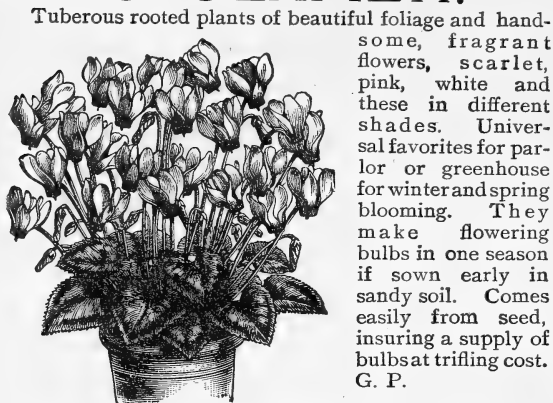 Tuberous rooted plants of beautiful foliage and hand-
some, fragrant
flowers, scarlet,
pink, white and
these in different
shades. Univer-
sal favorites for par-
lor or greenhouse
for winter and spring
blooming. They
make flowering
bulbs in one season
if sown early in
sandy soil. Comes
easily from seed,
insuring a supply of
bulbs at trifling cost.
G. P.